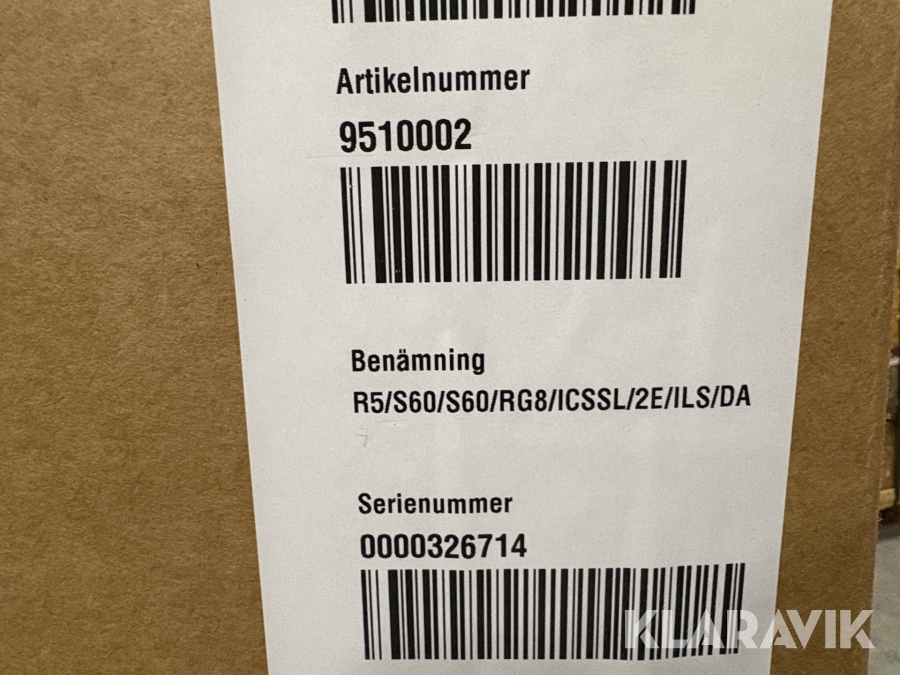 Artikelnummer
9510002
Benämning
R5/S60/S60/RG8/ICSSL/2E/ILS/DA
Serienummer
0000326714
KLARAVIK